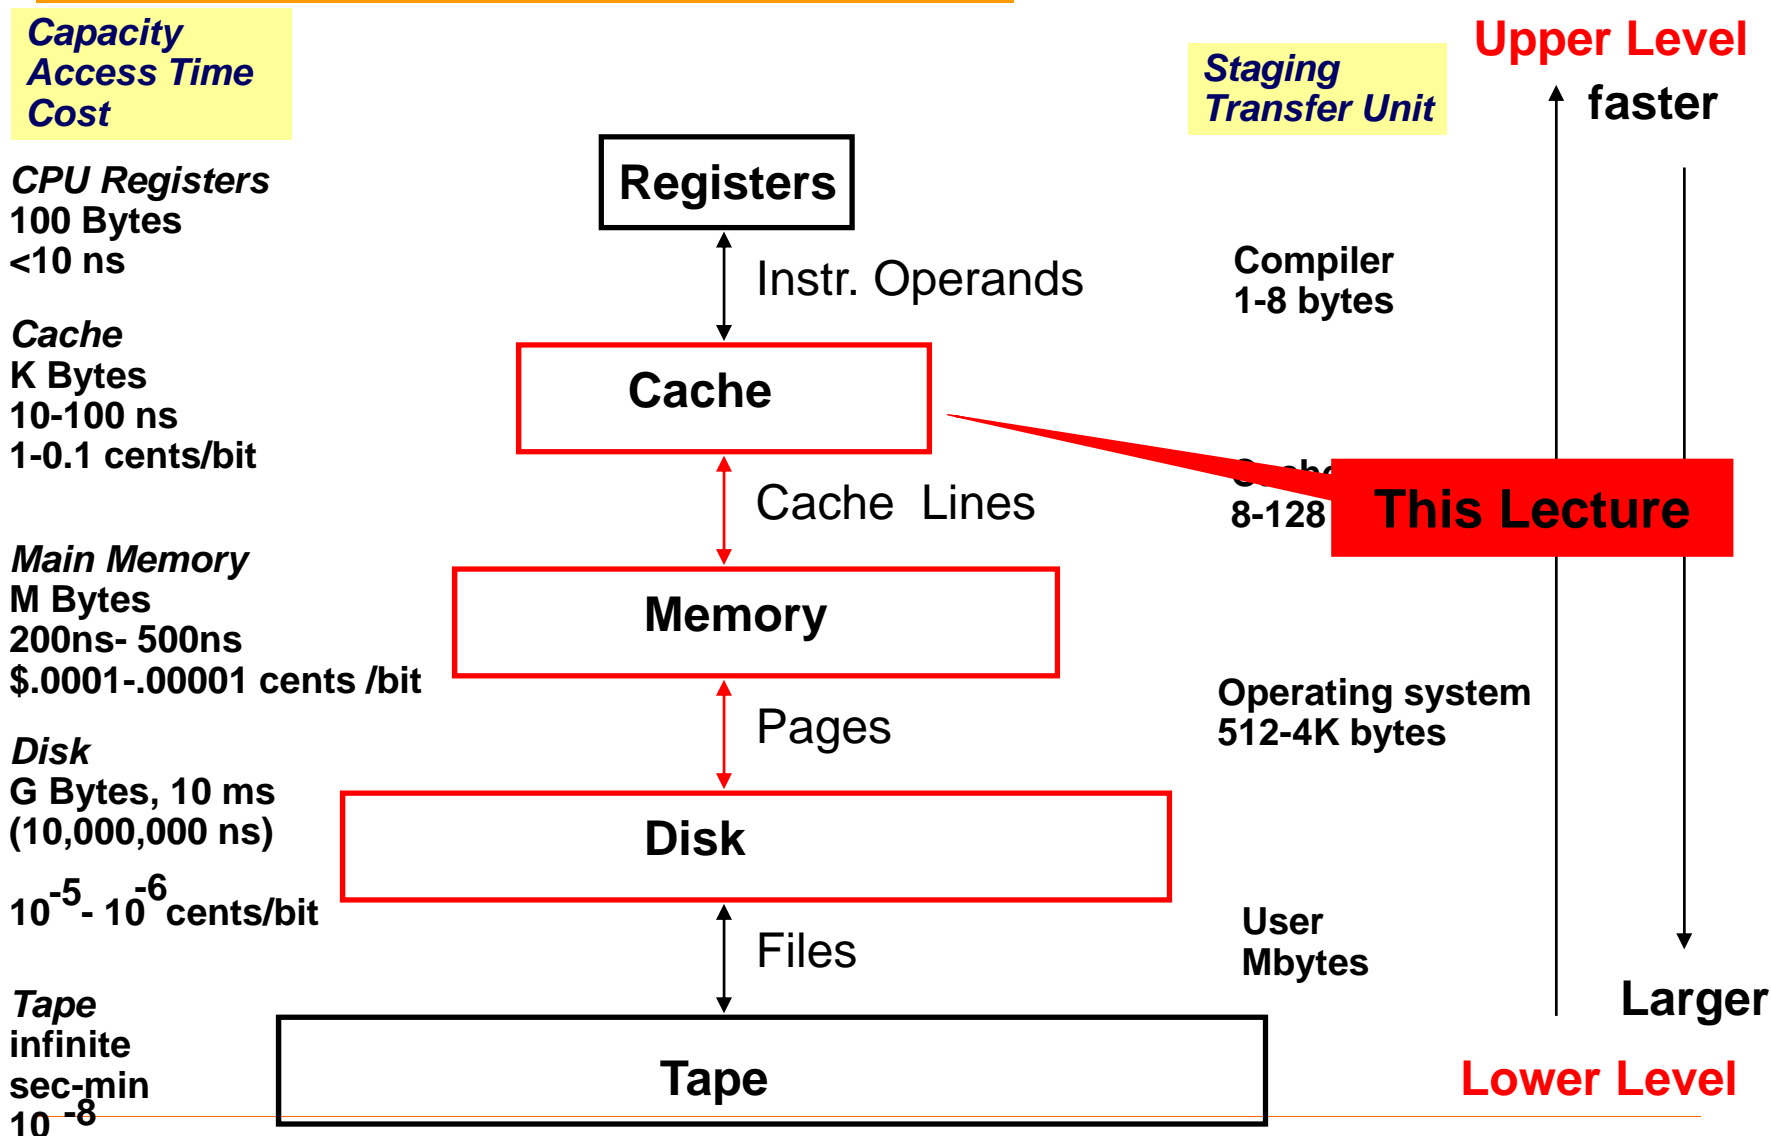 Capacity
Access Time
Cost
Staging
Transfer Unit
Upper Level
faster
CPU Registers
100 Bytes
<10 ns
Registers
Instr. Operands
Compiler
1-8 bytes
Cache
K Bytes
10-100 ns
1-0.1 cents/bit
Cache
Cache Lines
8-128
This Lecture
Main Memory
M Bytes
200ns- 500ns
$.0001-.00001 cents /bit
Memory
Pages
Operating system
512-4K bytes
Disk
G Bytes, 10 ms
(10,000,000 ns)
10⁻⁵- 10⁻⁶ cents/bit
Disk
Files
User
Mbytes
Tape
infinite
sec-min
10⁻⁸
Tape
Larger
Lower Level